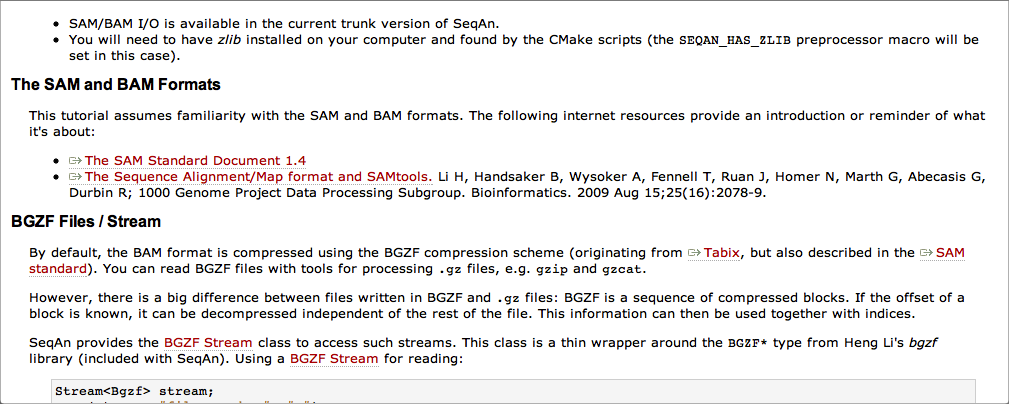 • SAM/BAM I/O is available in the current trunk version of SeqAn.
• You will need to have zlib installed on your computer and found by the CMake scripts (the SEQAN_HAS_ZLIB preprocessor macro will be
set in this case).
The SAM and BAM Formats
This tutorial assumes familiarity with the SAM and BAM formats. The following internet resources provide an introduction or reminder of what
it's about:
• The SAM Standard Document 1.4
• The Sequence Alignment/Map format and SAMtools. Li H, Handsaker B, Wysoker A, Fennell T, Ruan J, Homer N, Marth G, Abecasis G,
Durbin R; 1000 Genome Project Data Processing Subgroup. Bioinformatics. 2009 Aug 15;25(16):2078-9.
BGZF Files / Stream
By default, the BAM format is compressed using the BGZF compression scheme (originating from Tabix, but also described in the SAM
standard). You can read BGZF files with tools for processing .gz files, e.g. gzip and gzcat.
However, there is a big difference between files written in BGZF and .gz files: BGZF is a sequence of compressed blocks. If the offset of a
block is known, it can be decompressed independent of the rest of the file. This information can then be used together with indices.
SeqAn provides the BGZF Stream class to access such streams. This class is a thin wrapper around the BGZF* type from Heng Li's bgzf
library (included with SeqAn). Using a BGZF Stream for reading:
Stream<Bgzf> stream;